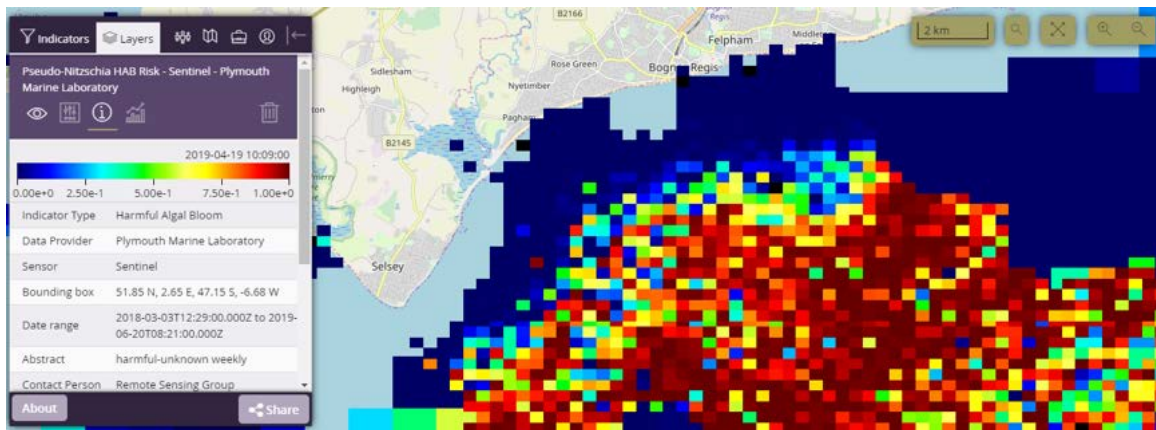 Indicators Layers
Pseudo-Nitzschia HAB Risk - Sentinel - Plymouth
Marine Laboratory
2019-04-19 10:09:00
0.00e+0 2.50e-1 5.00e-1 7.50e-1 1.00e+0
Indicator Type Harmful Algal Bloom
Data Provider Plymouth Marine Laboratory
Sensor Sentinel
Bounding box 51.85 N, 2.65 E, 47.15 S, -6.68 W
Date range 2018-03-03T12:29:00.000Z to 2019-
06-20T08:21:00.000Z
Abstract harmful-unknown weekly
Contact Person Remote Sensing Group
About Share
B2166
Felpham
Middleton
Rose Green
Bognor Regis
Sidlesham
Highleigh
Nyetimber
Pagham
B2145
Selsey
2 km